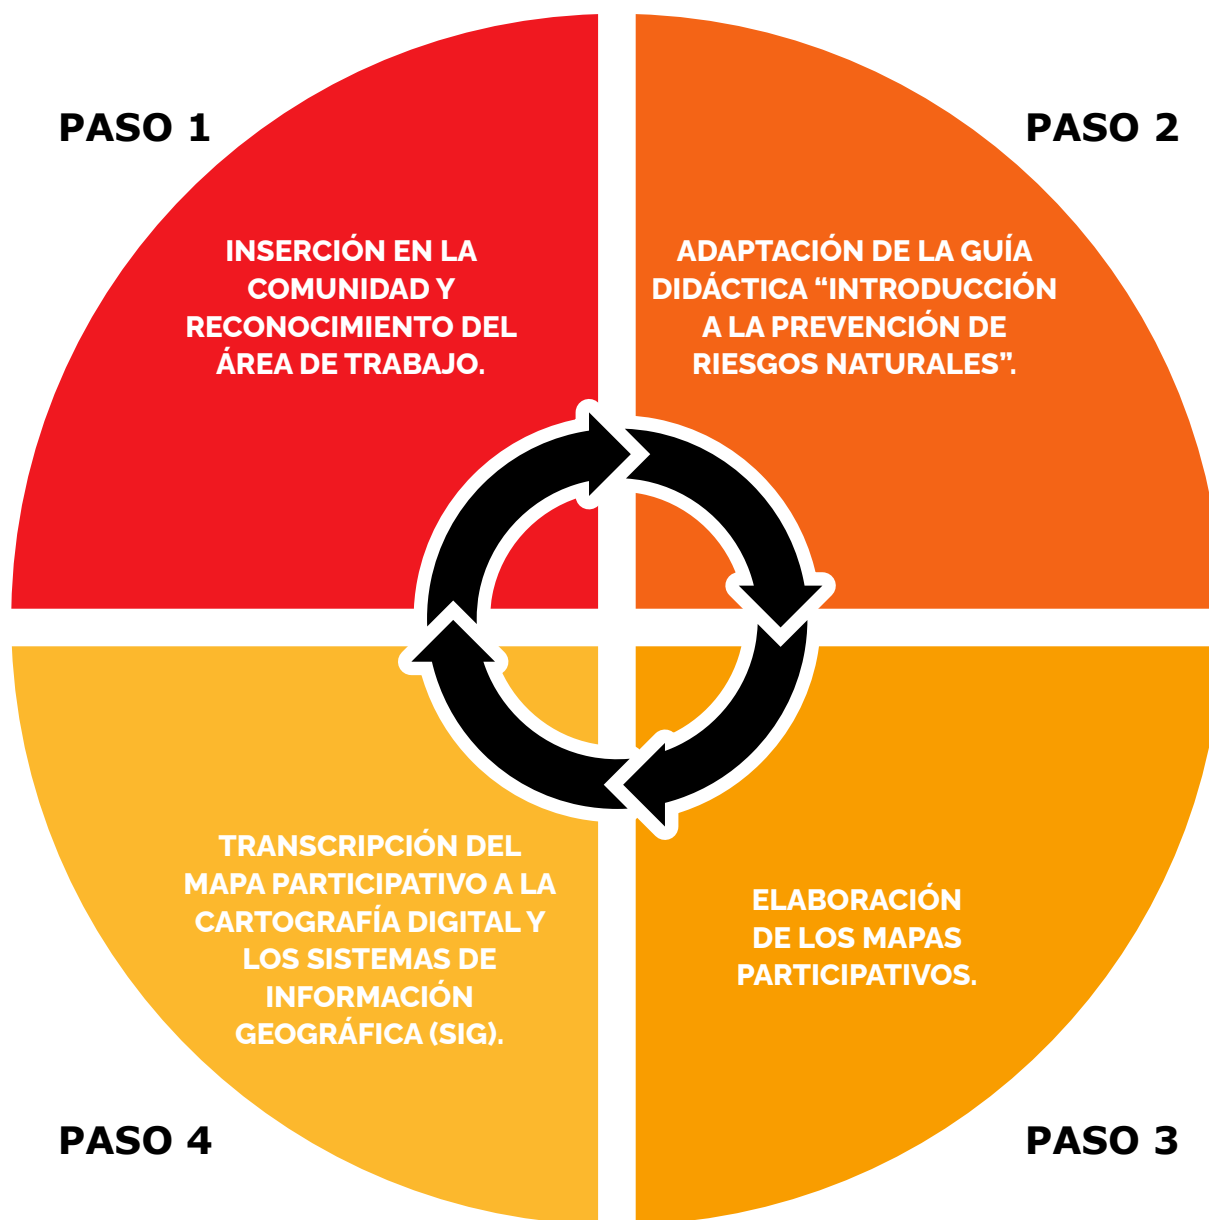 PASO 1
INSERCIÓN EN LA
COMUNIDAD Y
RECONOCIMIENTO DEL
ÁREA DE TRABAJO.
PASO 2
ADAPTACIÓN DE LA GUÍA
DIDÁCTICA “INTRODUCCIÓN
A LA PREVENCIÓN DE
RIESGOS NATURALES”.
PASO 3
ELABORACIÓN
DE LOS MAPAS
PARTICIPATIVOS.
PASO 4
TRANSCRIPCIÓN DEL
MAPA PARTICIPATIVO A LA
CARTOGRAFÍA DIGITAL Y
LOS SISTEMAS DE
INFORMACIÓN
GEOGRÁFICA (SIG).